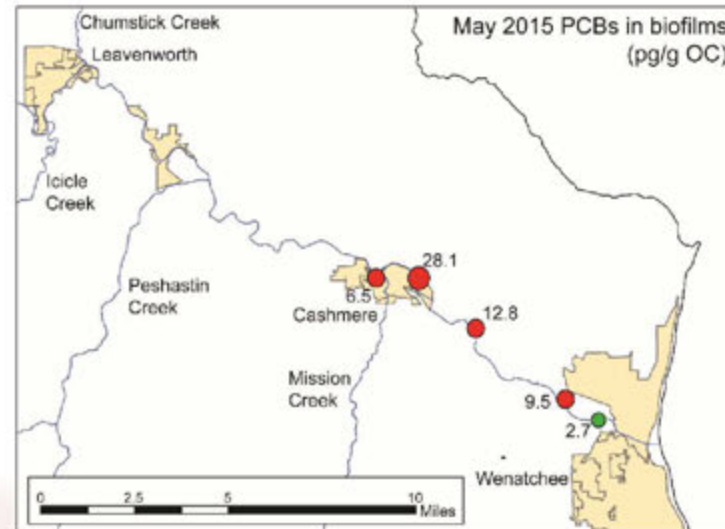 May 2015 PCBs in biofilms
(pg/g OC)
Chumstick Creek
Leavenworth
Icicle
Creek
Peshastin
Creek
28.1
6.5
Cashmere
12.8
Mission
Creek
9.5
2.7
Wenatchee
0 2.5 5 10
Miles